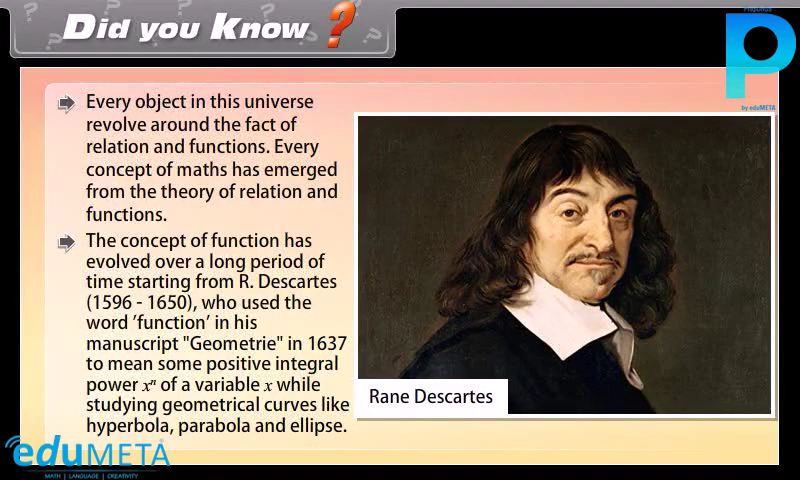 Did you Know ?
Preponus
P
by eduMETA
Every object in this universe
revolve around the fact of
relation and functions. Every
concept of maths has emerged
from the theory of relation and
functions.
The concept of function has
evolved over a long period of
time starting from R. Descartes
(1596 - 1650), who used the
word ‘function’ in his
manuscript "Geometrie" in 1637
to mean some positive integral
power xⁿ of a variable x while
studying geometrical curves like
hyperbola, parabola and ellipse.
Rane Descartes
eduMETA
MATH | LANGUAGE | CREATIVITY